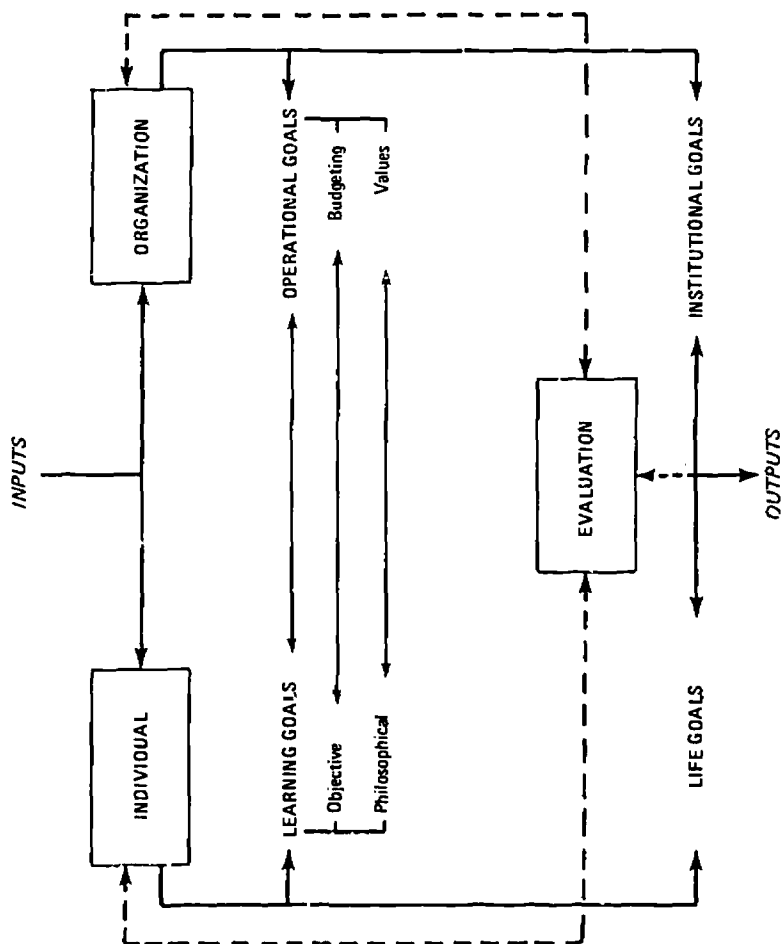 INPUTS
INDIVIDUAL
ORGANIZATION
LEARNING GOALS
OPERATIONAL GOALS
Objective
Budgeting
Philosophical
Values
EVALUATION
LIFE GOALS
INSTITUTIONAL GOALS
OUTPUTS